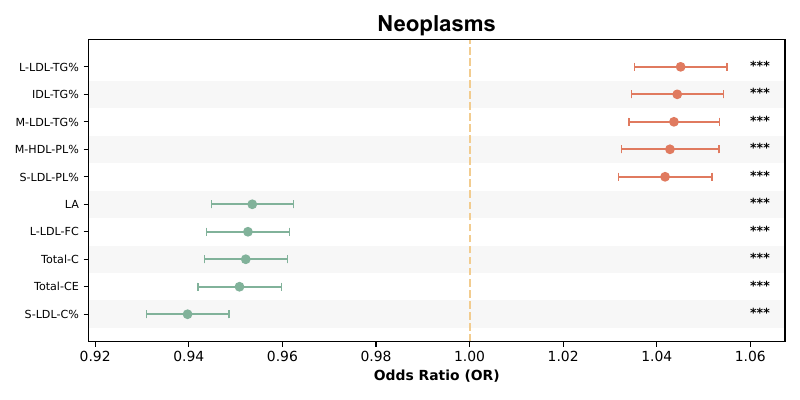 Neoplasms
L-LDL-TG% ***
IDL-TG% ***
M-LDL-TG% ***
M-HDL-PL% ***
S-LDL-PL% ***
LA ***
L-LDL-FC ***
Total-C ***
Total-CE ***
S-LDL-C% ***
0.92 0.94 0.96 0.98 1.00 1.02 1.04 1.06
Odds Ratio (OR)